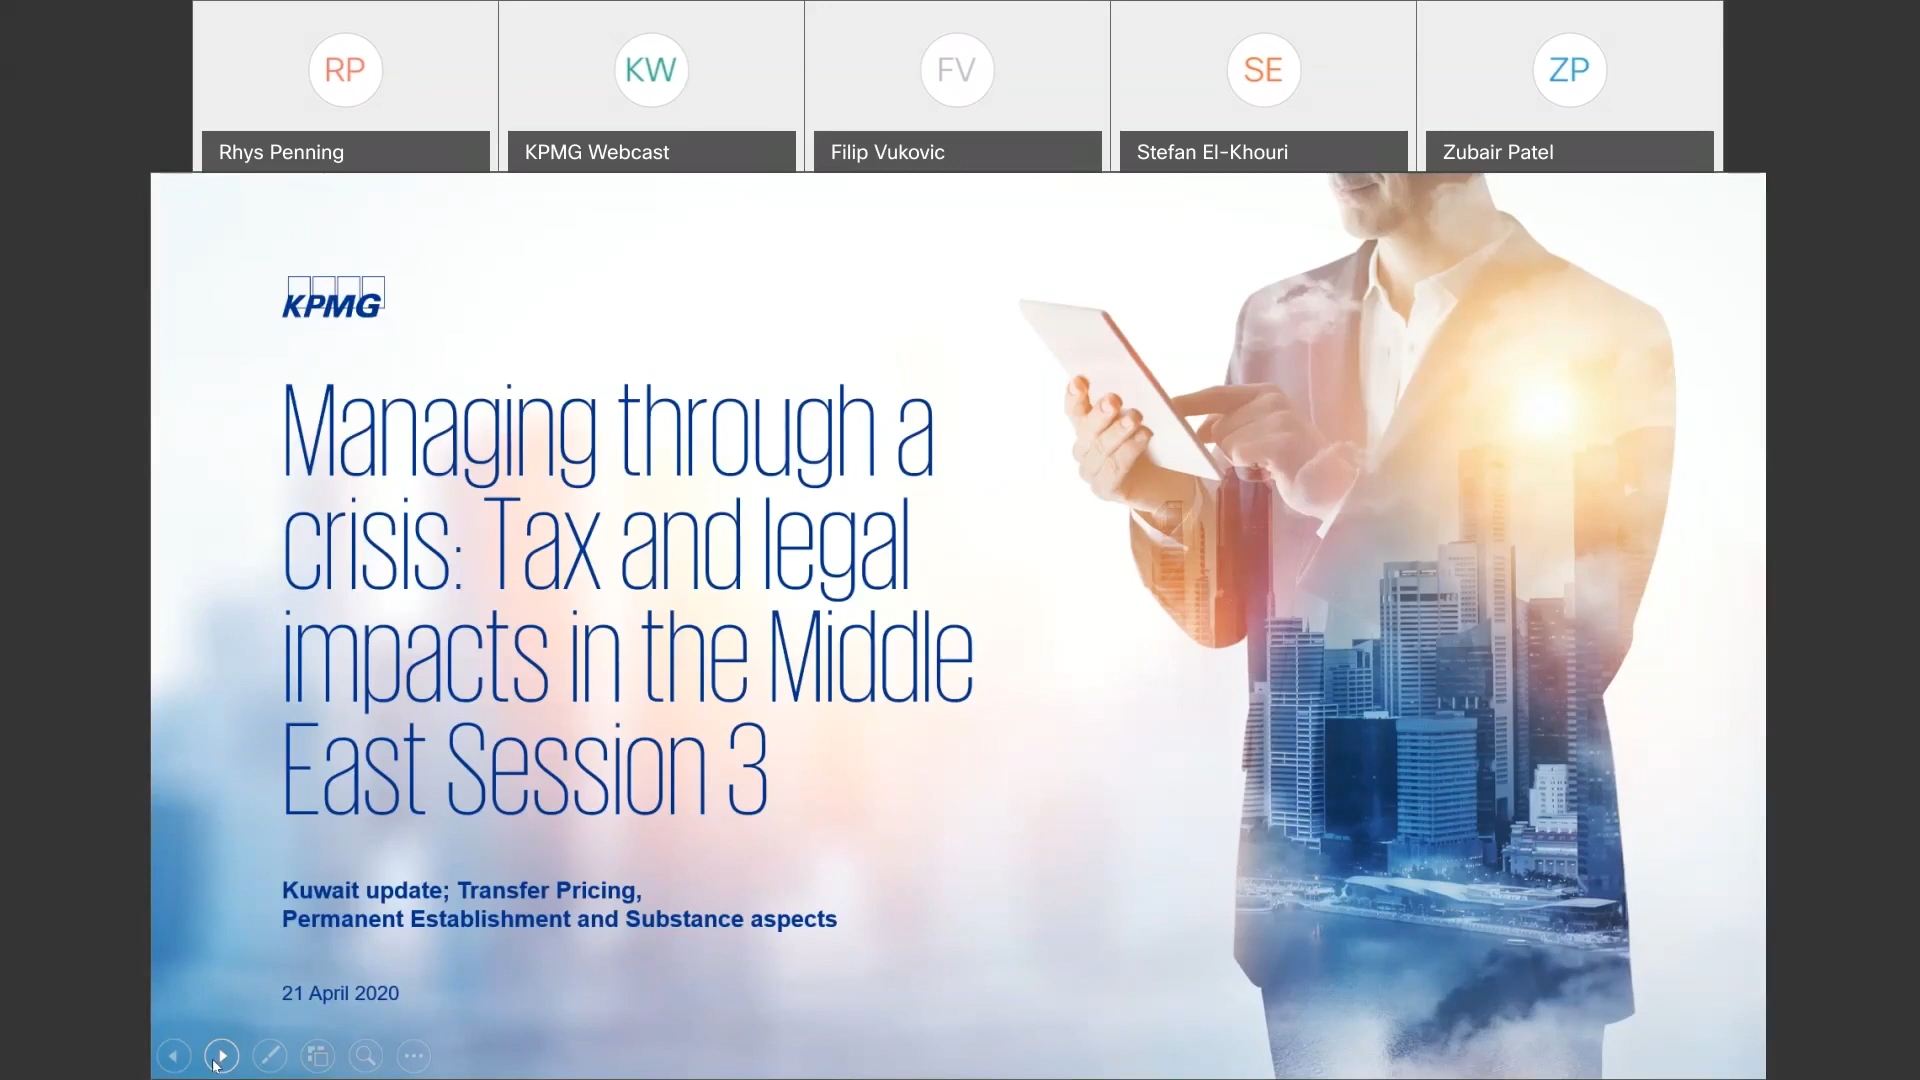 RP
KW
FV
SE
ZP
Rhys Penning
KPMG Webcast
Filip Vukovic
Stefan El-Khouri
Zubair Patel
KPMG
Managing through a
crisis: Tax and legal
impacts in the Middle
East Session 3
Kuwait update; Transfer Pricing,
Permanent Establishment and Substance aspects
21 April 2020